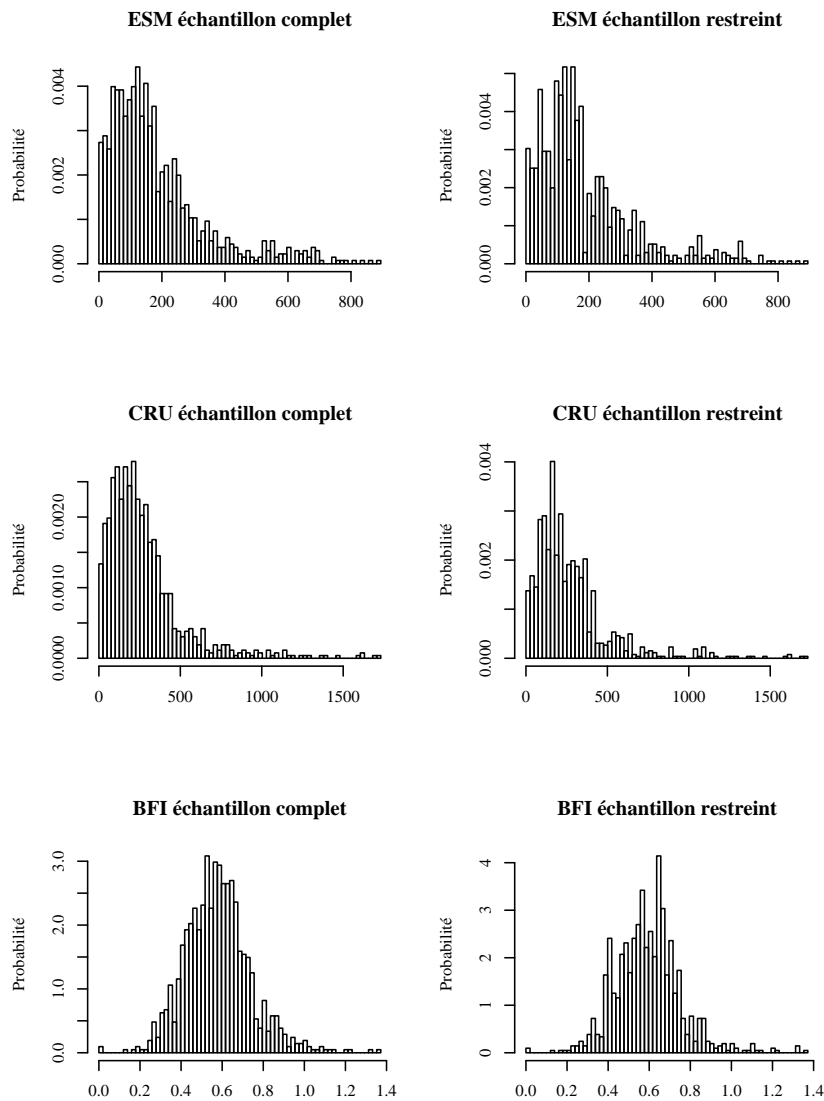 ESM échantillon complet
Probabilité
0.000
0.002
0.004
0 200 400 600 800
ESM échantillon restreint
Probabilité
0.000
0.002
0.004
0 200 400 600 800
CRU échantillon complet
Probabilité
0.0000
0.0010
0.0020
0 500 1000 1500
CRU échantillon restreint
Probabilité
0.000
0.002
0.004
0 500 1000 1500
BFI échantillon complet
Probabilité
0.0
1.0
2.0
3.0
0.0 0.2 0.4 0.6 0.8 1.0 1.2 1.4
BFI échantillon restreint
Probabilité
0
1
2
3
4
0.0 0.2 0.4 0.6 0.8 1.0 1.2 1.4